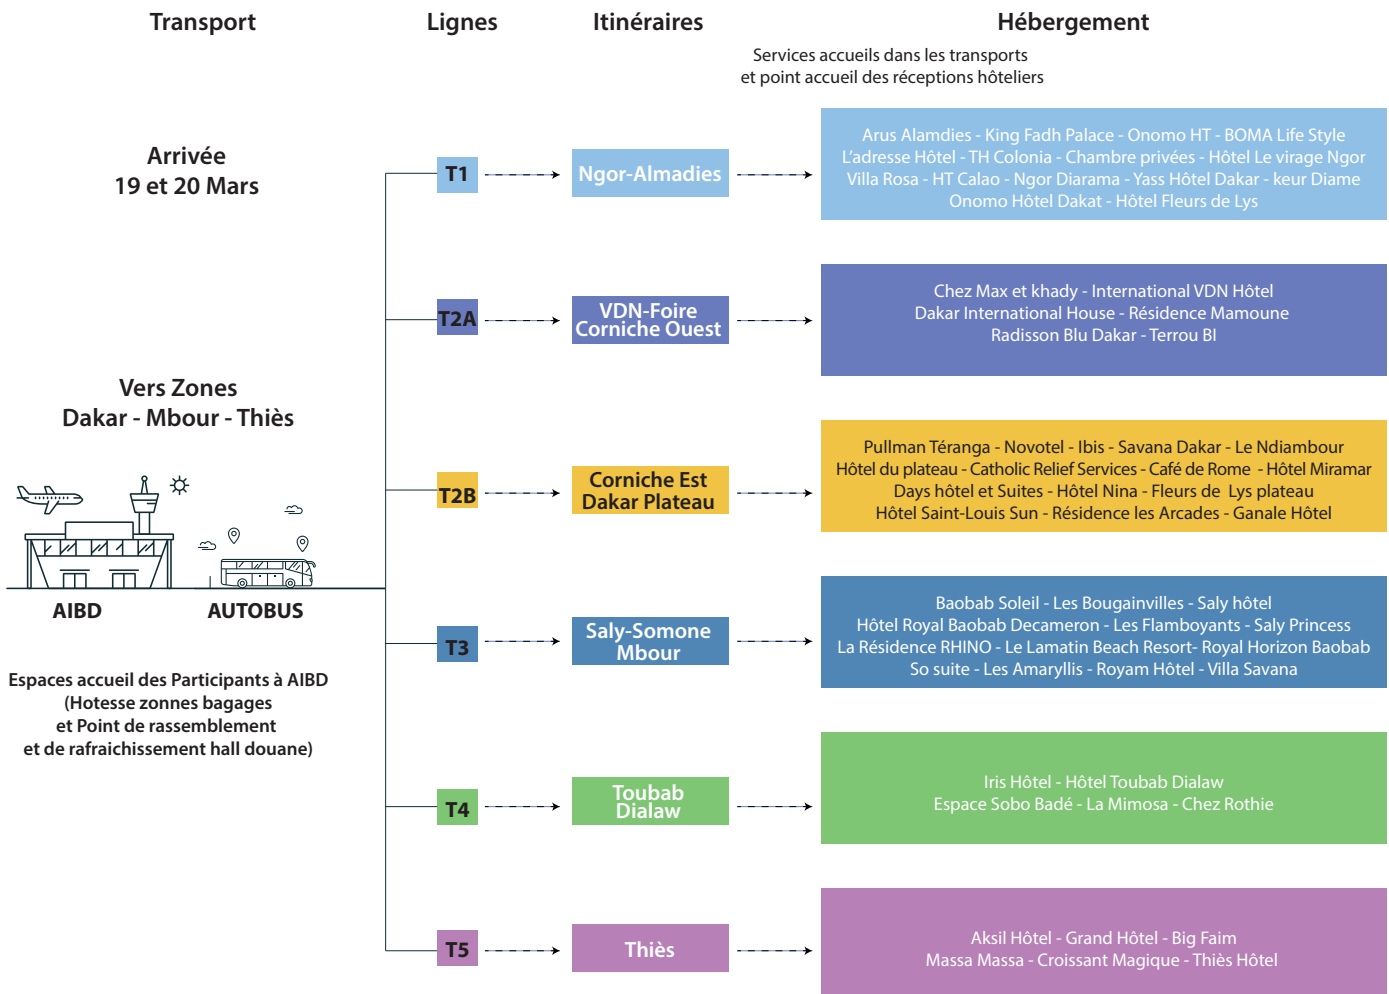 Transport
Lignes
Itinéraires
Hébergement
Services accueils dans les transports
et point accueil des réceptions hôteliers
Arrivée
19 et 20 Mars
Vers Zones
Dakar - Mbour - Thiès
AIBD
AUTOBUS
Espaces accueil des Participants à AIBD
(Hotesse zonnes bagages
et Point de rassemblement
et de rafraichissement hall douane)
T1
Ngor-Almadies
Arus Alamdies - King Fadh Palace - Onomo HT - BOMA Life Style
L'adresse Hôtel - TH Colonia - Chambre privées - Hôtel Le virage Ngor
Villa Rosa - HT Calao - Ngor Diarama - Yass Hôtel Dakar - keur Diame
Onomo Hôtel Dakat - Hôtel Fleurs de Lys
T2A
VDN-Foire
Corniche Ouest
Chez Max et khady - International VDN Hôtel
Dakar International House - Résidence Mamoune
Radisson Blu Dakar - Terrou BI
T2B
Corniche Est
Dakar Plateau
Pullman Téranga - Novotel - Ibis - Savana Dakar - Le Ndiambour
Hôtel du plateau - Catholic Relief Services - Café de Rome - Hôtel Miramar
Days hôtel et Suites - Hôtel Nina - Fleurs de Lys plateau
Hôtel Saint-Louis Sun - Résidence les Arcades - Ganale Hôtel
T3
Saly-Somone
Mbour
Baobab Soleil - Les Bougainvilles - Saly hôtel
Hôtel Royal Baobab Decameron - Les Flamboyants - Saly Princess
La Résidence RHINO - Le Lamatin Beach Resort- Royal Horizon Baobab
So suite - Les Amaryllis - Royam Hôtel - Villa Savana
T4
Toubab
Dialaw
Iris Hôtel - Hôtel Toubab Dialaw
Espace Sobo Badé - La Mimosa - Chez Rothie
T5
Thiès
Aksil Hôtel - Grand Hôtel - Big Faim
Massa Massa - Croissant Magique - Thiès Hôtel